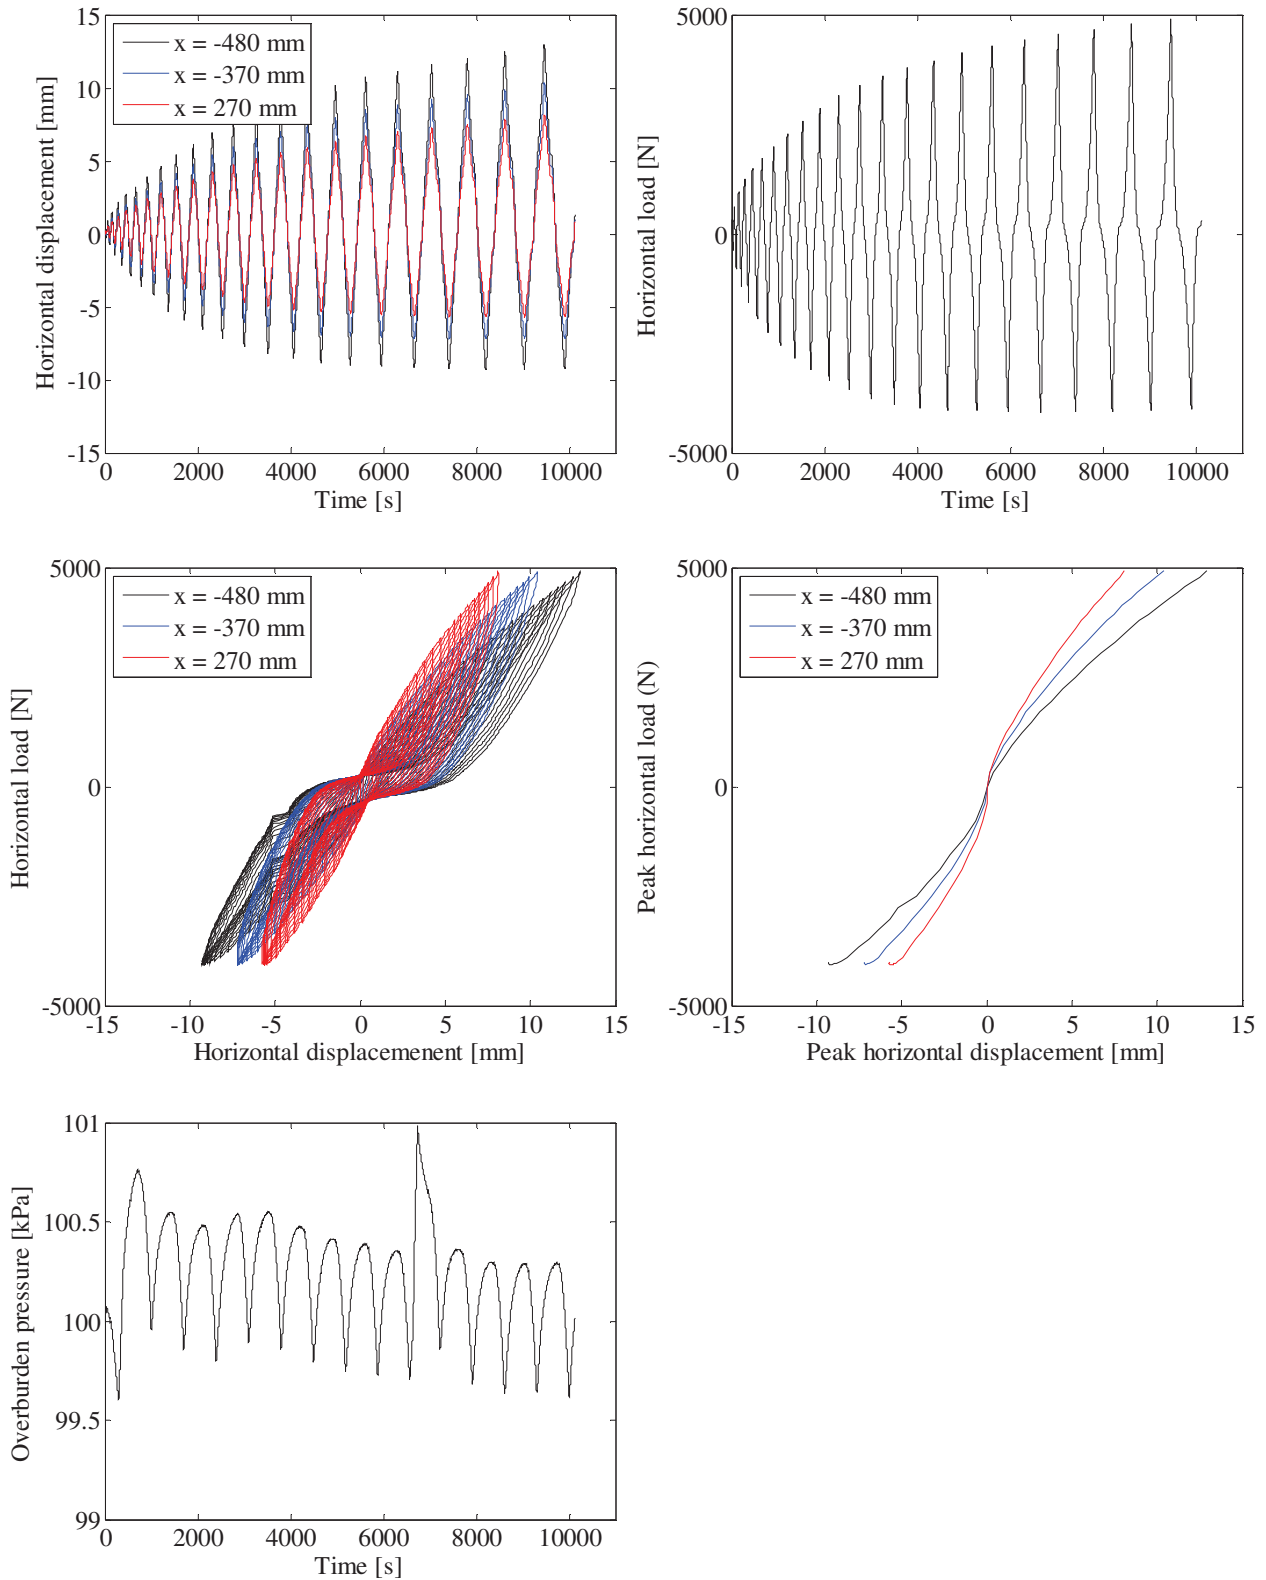 Horizontal displacement [mm]
15
10
5
0
-5
-10
-15
x = -480 mm
x = -370 mm
x = 270 mm
0 2000 4000 6000 8000 10000
Time [s]
Horizontal load [N]
5000
0
-5000
0 2000 4000 6000 8000 10000
Time [s]
Horizontal load [N]
5000
0
-5000
x = -480 mm
x = -370 mm
x = 270 mm
-15 -10 -5 0 5 10 15
Horizontal displacemenent [mm]
Peak horizontal load (N)
5000
0
-5000
x = -480 mm
x = -370 mm
x = 270 mm
-15 -10 -5 0 5 10 15
Peak horizontal displacement [mm]
Overburden pressure [kPa]
101
100.5
100
99.5
99
0 2000 4000 6000 8000 10000
Time [s]